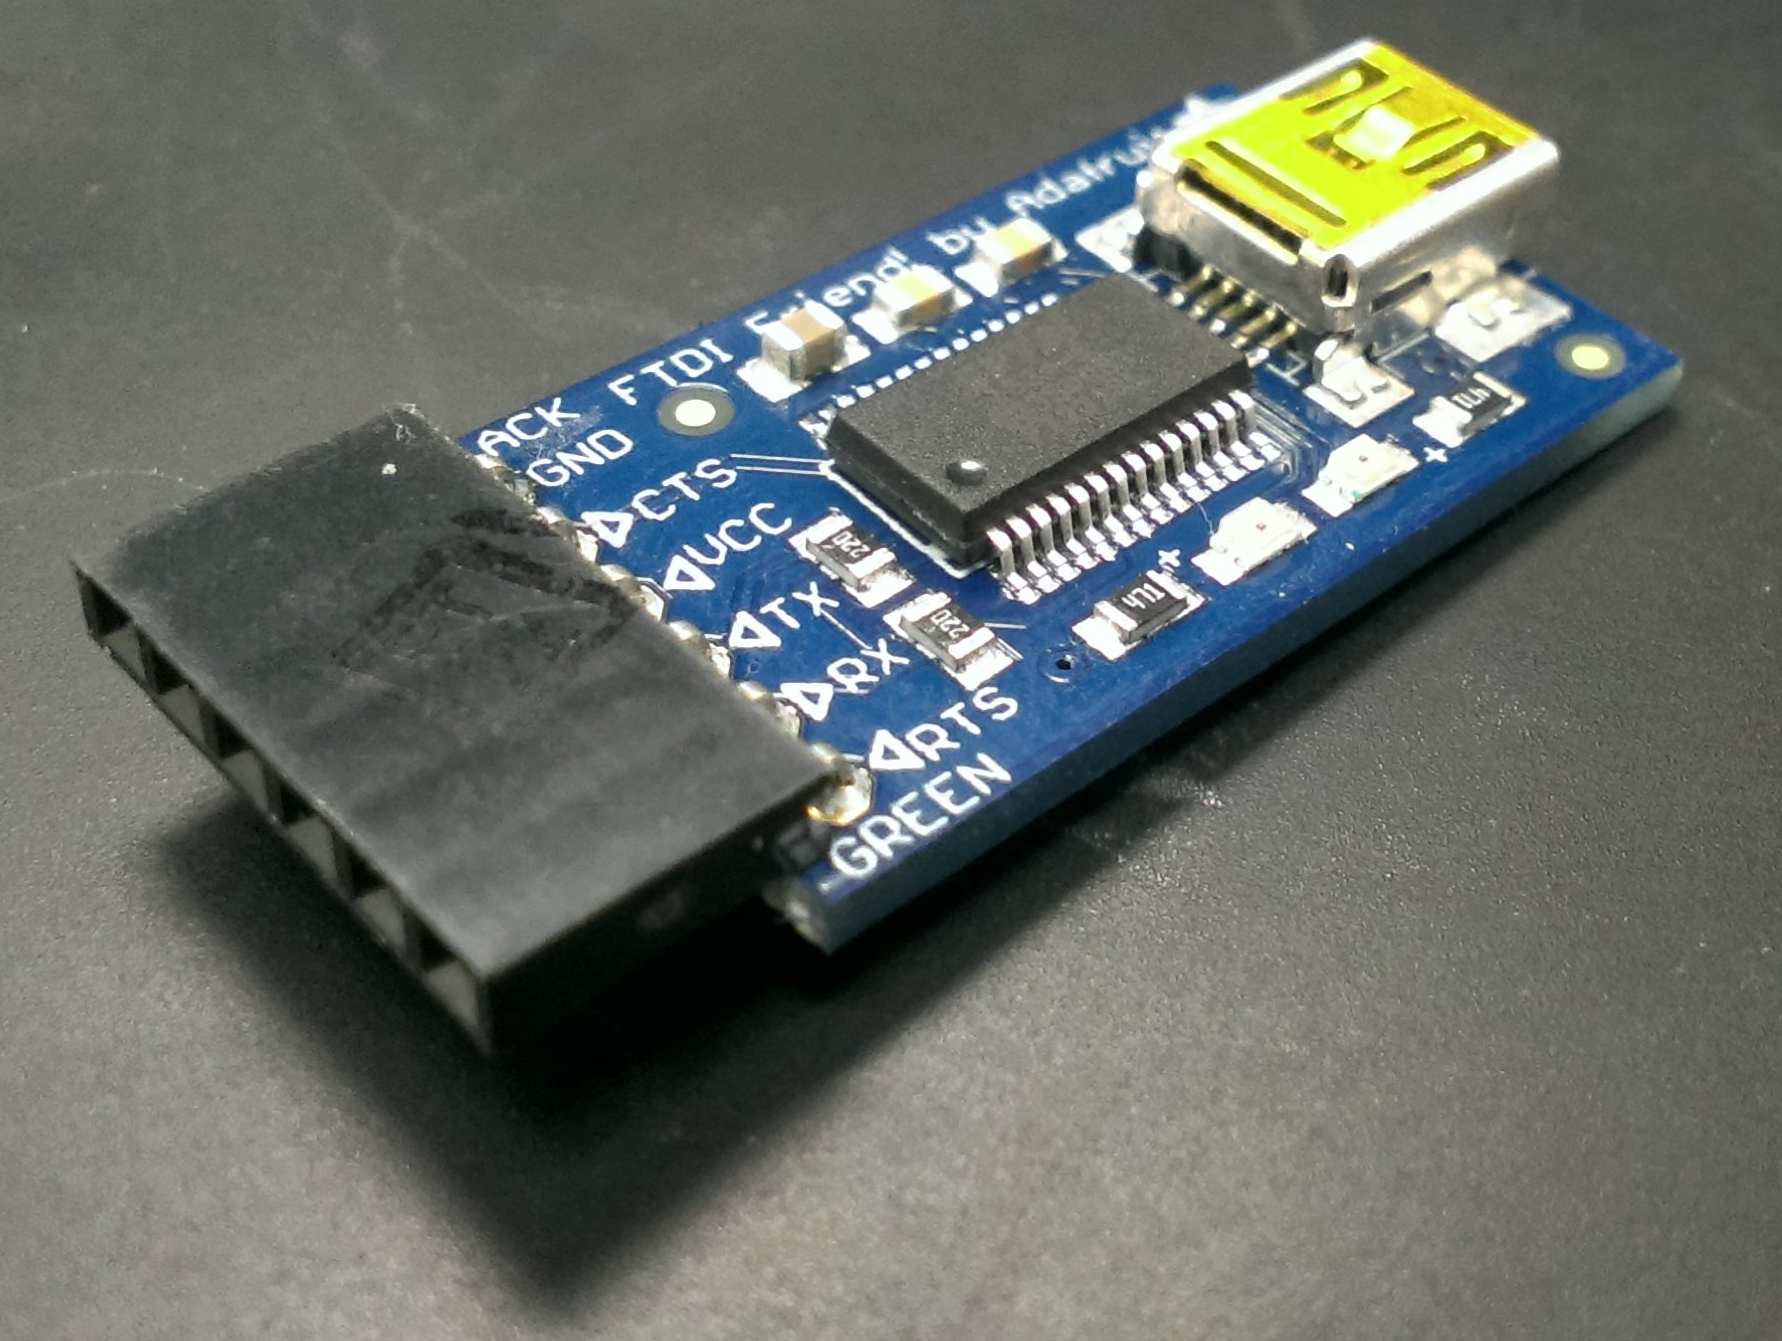 FTDI Friend! by Adafruit
ACK
GND
CTS
VCC
TX
RX
RTS
GREEN
220
220
471
471
+
+